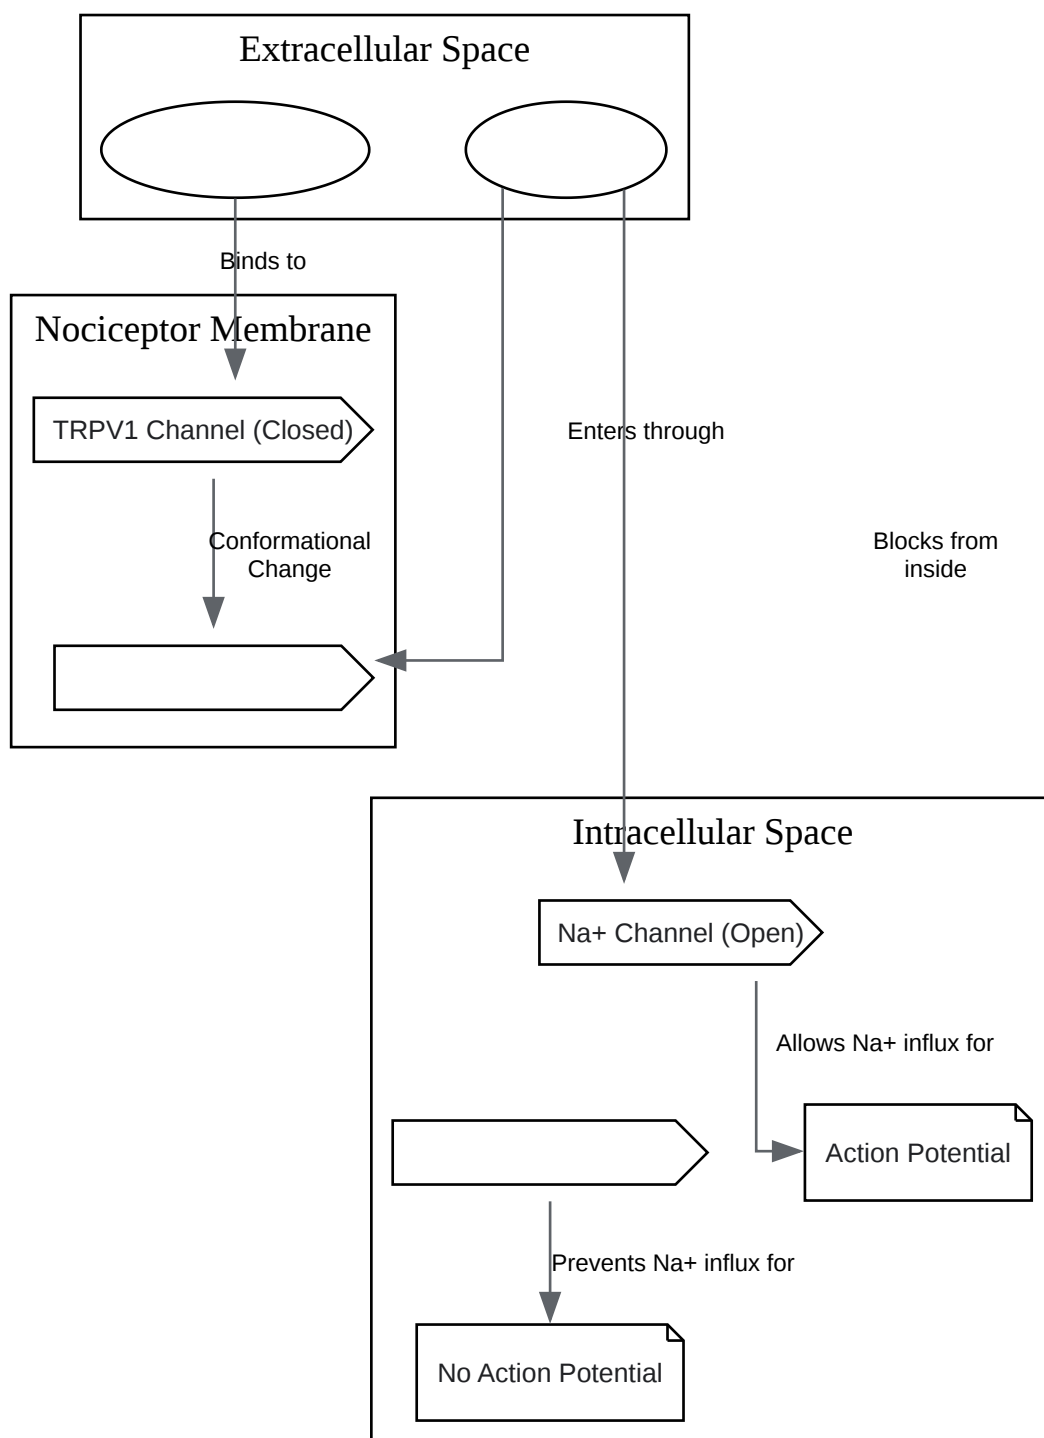 Extracellular Space
Binds to
Nociceptor Membrane
TRPV1 Channel (Closed)
Enters through
Conformational
Change
Blocks from
inside
Intracellular Space
Na+ Channel (Open)
Allows Na+ influx for
Action Potential
Prevents Na+ influx for
No Action Potential